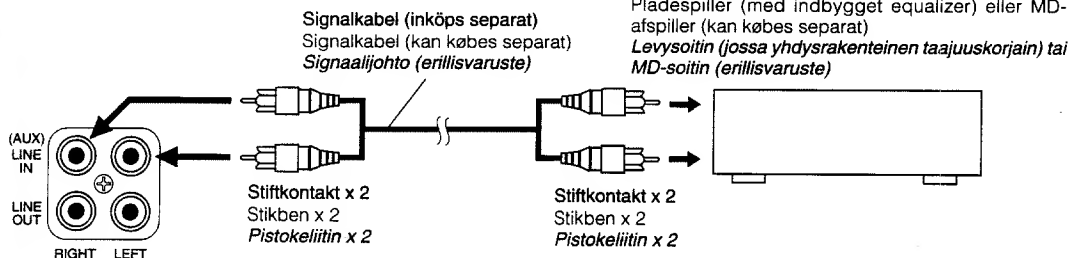 Pladespiller (med indbygget equalizer) eller MD-
afspiller (kan købes separat)
Levysoitin (jossa yhdysrakenteinen taajuuskorjain) tai
MD-soitin (erillisvaruste)
Signalkabel (inköps separat)
Signalkabel (kan købes separat)
Signaalijohto (erillisvaruste)
(AUX)
LINE
IN
LINE
OUT
RIGHT LEFT
Stiftkontakt x 2
Stikben x 2
Pistokeliitin x 2
Stiftkontakt x 2
Stikben x 2
Pistokeliitin x 2